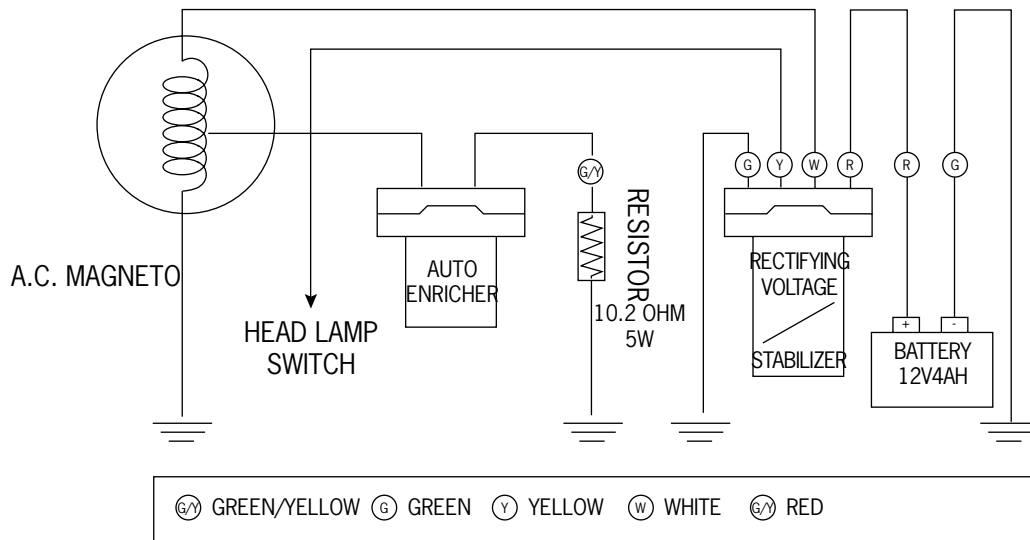 G Y W R R G
G/Y
RESISTOR
10.2 OHM
5W
A.C. MAGNETO
AUTO
ENRICHER
HEAD LAMP
SWITCH
RECTIFYING
VOLTAGE
STABILIZER
+ -
BATTERY
12V4AH
G/Y GREEN/YELLOW G GREEN Y YELLOW W WHITE G/Y RED